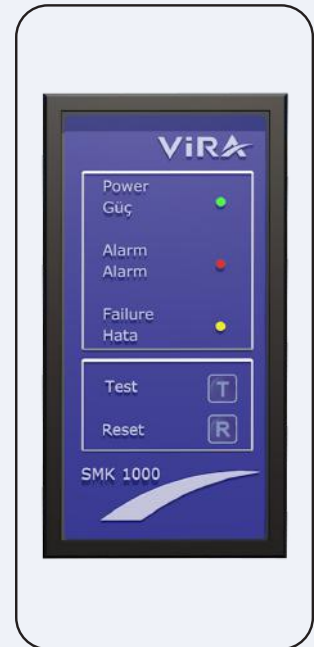 ViRA
Power
Güç
Alarm
Alarm
Failure
Hata
Test T
Reset R
SMK 1000